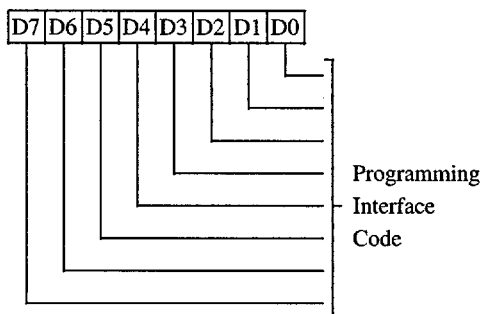 D7 D6 D5 D4 D3 D2 D1 D0
Programming
Interface
Code